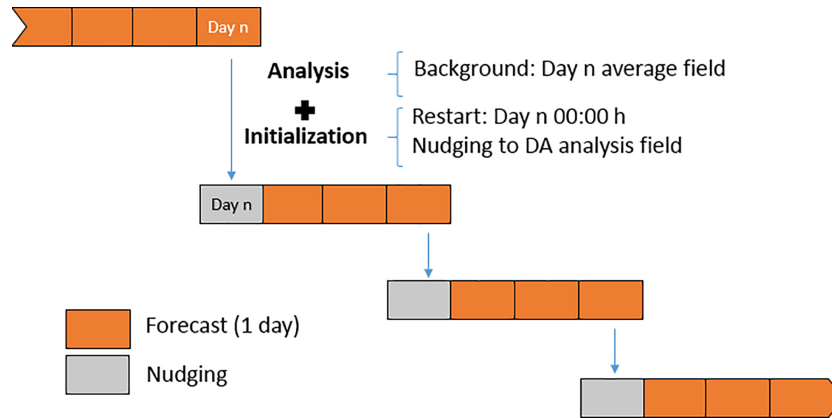 Day n
Analysis
Background: Day n average field
Initialization
Restart: Day n 00:00 h
Nudging to DA analysis field
Day n
Forecast (1 day)
Nudging